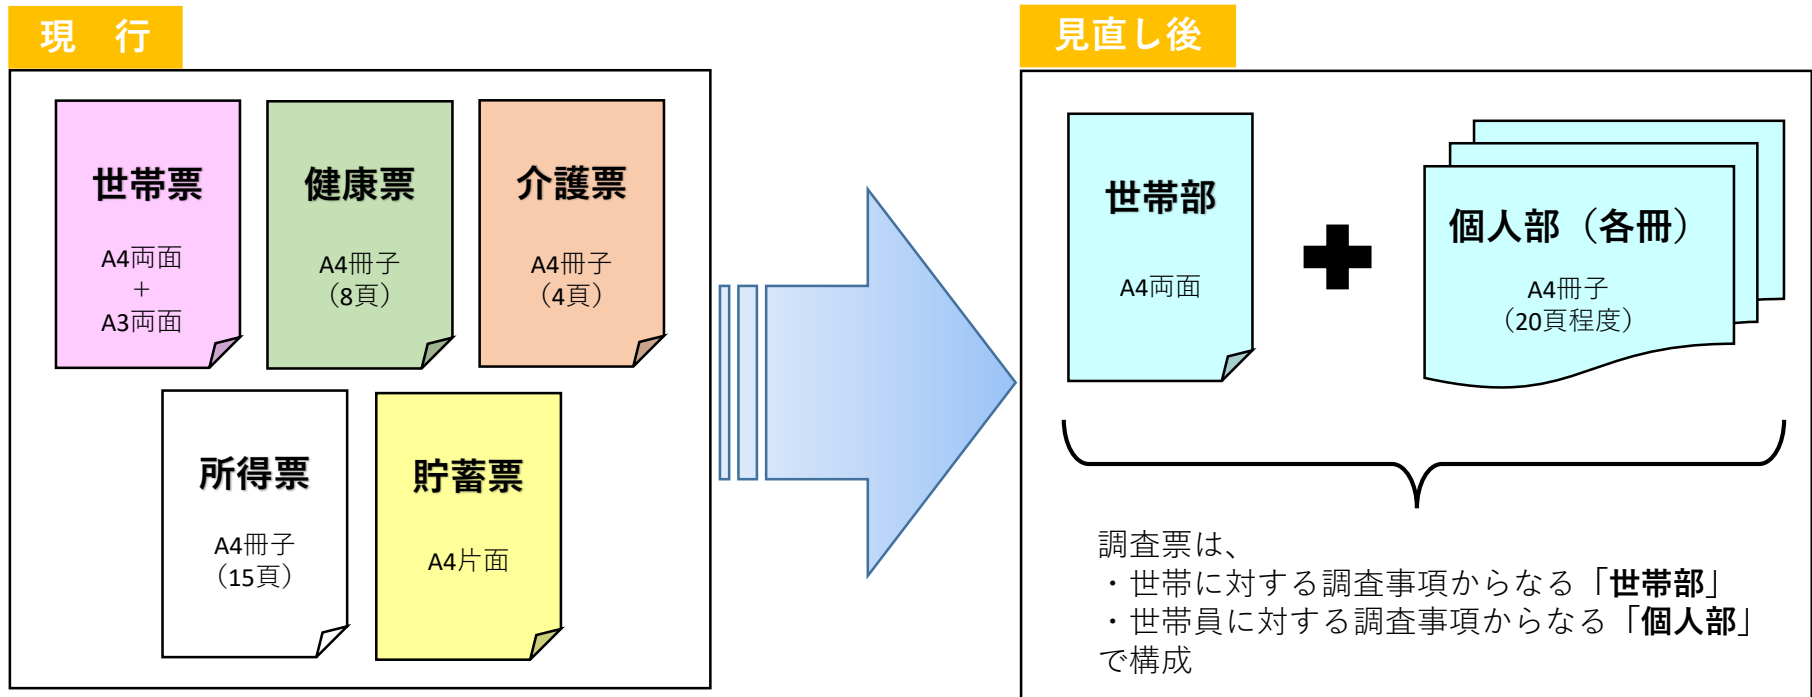 現　行
世帯票
A4両面
+
A3両面
健康票
A4冊子
（8頁）
介護票
A4冊子
（4頁）
所得票
A4冊子
（15頁）
貯蓄票
A4片面
見直し後
世帯部
A4両面
個人部（各冊）
A4冊子
（20頁程度）
調査票は、
・世帯に対する調査事項からなる「世帯部」
・世帯員に対する調査事項からなる「個人部」
で構成